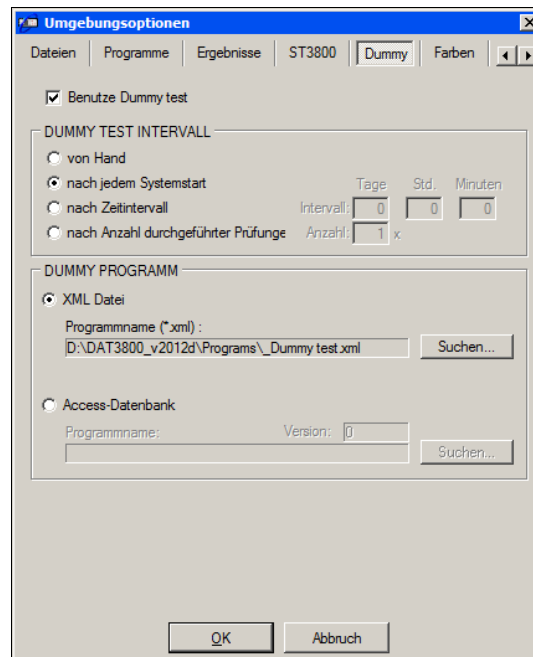 Umgebungsoptionen
Dateien Programme Ergebnisse ST3800 Dummy Farben
Benutze Dummy test
DUMMY TEST INTERVALL
von Hand
nach jedem Systemstart
Tage Std. Minuten
nach Zeitintervall Intervall: 0 0 0
nach Anzahl durchgeführter Prüfunge Anzahl: 1 x
DUMMY PROGRAMM
XML Datei
Programmname (*.xml) :
D:\DAT3800_v2012d\Programs\_Dummy test.xml Suchen...
Access-Datenbank
Programmname: Version: 0
Suchen...
OK Abbruch